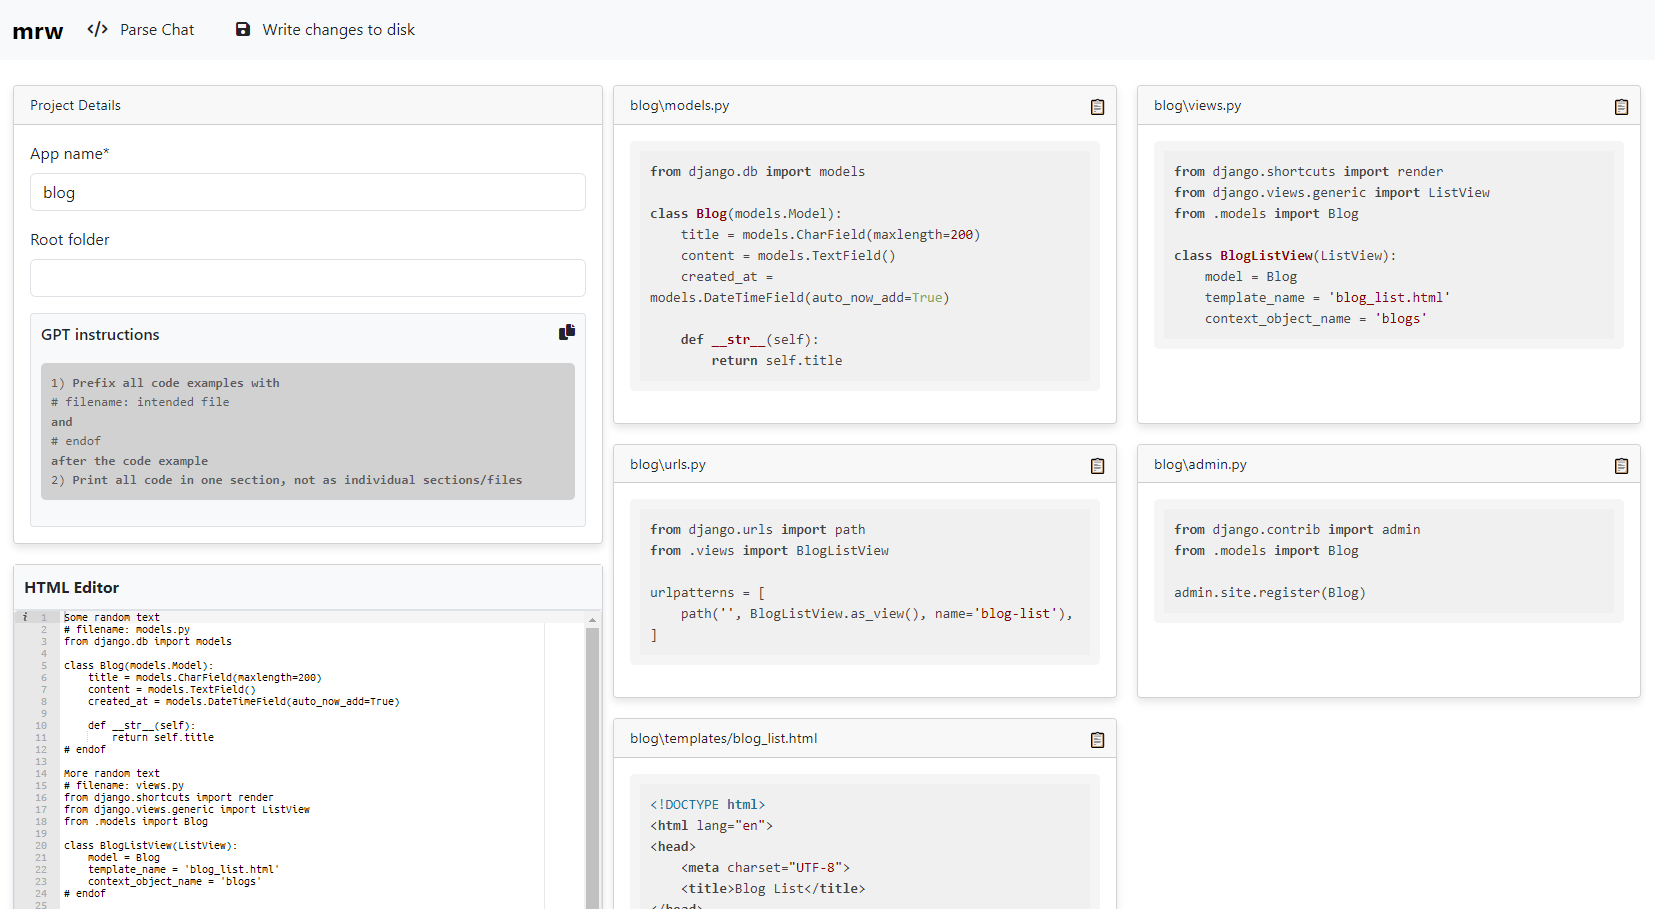 mrw
Parse Chat
Write changes to disk
Project Details
App name*
blog
Root folder
GPT instructions
1) Prefix all code examples with
# filename: intended file
and
# endof
after the code example
2) Print all code in one section, not as individual sections/files
HTML Editor
i 1 Some random text
2 # filename: models.py
3 from django.db import models
4
5 class Blog(models.Model):
6     title = models.CharField(maxlength=200)
7     content = models.TextField()
8     created_at = models.DateTimeField(auto_now_add=True)
9
10     def __str__(self):
11         return self.title
12 # endof
13
14 More random text
15 # filename: views.py
16 from django.shortcuts import render
17 from django.views.generic import ListView
18 from .models import Blog
19
20 class BlogListView(ListView):
21     model = Blog
22     template_name = 'blog_list.html'
23     context_object_name = 'blogs'
24 # endof
25
blog\models.py
from django.db import models
class Blog(models.Model):
    title = models.CharField(maxlength=200)
    content = models.TextField()
    created_at =
models.DateTimeField(auto_now_add=True)
    def __str__(self):
        return self.title
blog\views.py
from django.shortcuts import render
from django.views.generic import ListView
from .models import Blog
class BlogListView(ListView):
    model = Blog
    template_name = 'blog_list.html'
    context_object_name = 'blogs'
blog\urls.py
from django.urls import path
from .views import BlogListView
urlpatterns = [
    path('', BlogListView.as_view(), name='blog-list'),
]
blog\admin.py
from django.contrib import admin
from .models import Blog
admin.site.register(Blog)
blog\templates/blog_list.html
<!DOCTYPE html>
<html lang="en">
<head>
    <meta charset="UTF-8">
    <title>Blog List</title>
</head>